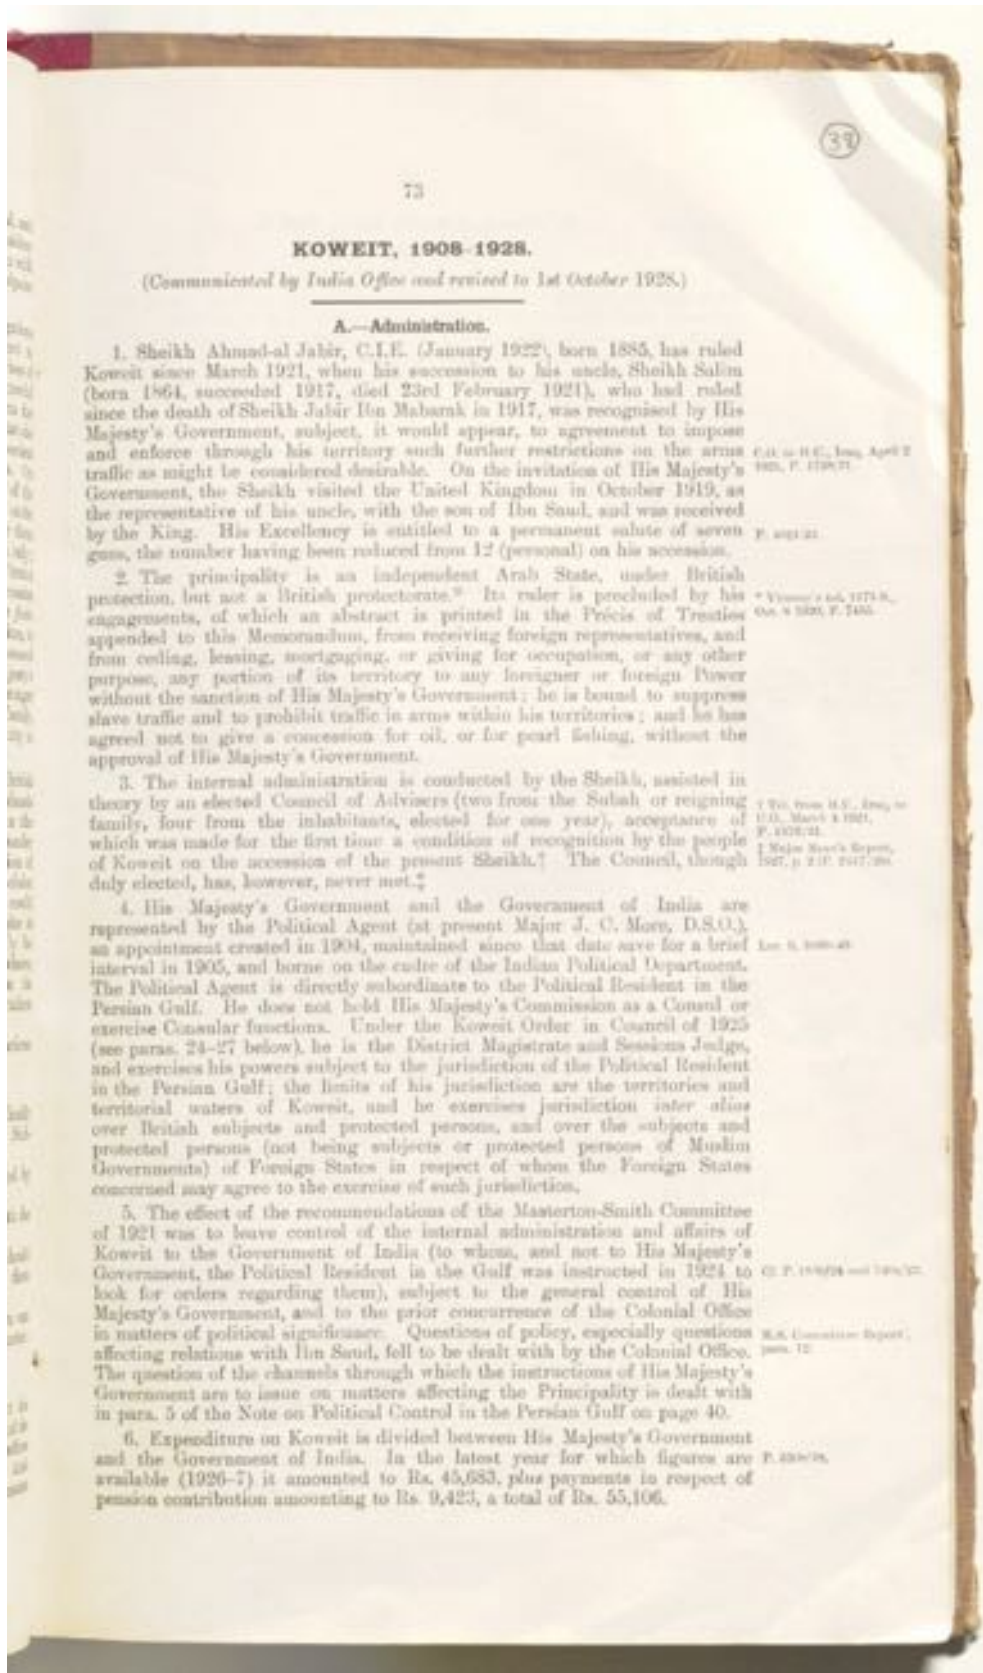 38
73
KOWEIT, 1908-1928.
(Communicated by India Office and revised to 1st October 1928.)
A.—Administration.
1. Sheikh Ahmad-al Jabir, C.I.E. (January 1922), born 1885, has ruled
Koweit since March 1921, when his succession to his uncle, Sheikh Salim
(born 1864, succeeded 1917, died 23rd February 1921), who had ruled
since the death of Sheikh Jabir Ibn Mubarak in 1917, was recognised by His
Majesty's Government, subject, it would appear, to agreement to impose
and enforce through his territory such further restrictions on the arms
traffic as might be considered desirable. On the invitation of His Majesty's
Government, the Sheikh visited the United Kingdom in October 1919, as
the representative of his uncle, with the son of Ibn Saud, and was received
by the King. His Excellency is entitled to a permanent salute of seven
guns, the number having been reduced from 12 (personal) on his accession.
2. The principality is an independent Arab State, under British
protection, but not a British protectorate.* Its ruler is precluded by his
engagements, of which an abstract is printed in the Précis of Treaties
appended to this Memorandum, from receiving foreign representatives, and
from ceding, leasing, mortgaging, or giving for occupation, or any other
purpose, any portion of its territory to any foreigner or foreign Power
without the sanction of His Majesty's Government; he is bound to suppress
slave traffic and to prohibit traffic in arms within his territories; and he has
agreed not to give a concession for oil, or for pearl fishing, without the
approval of His Majesty's Government.
3. The internal administration is conducted by the Sheikh, assisted in
theory by an elected Council of Advisers (two from the Subah or reigning
family, four from the inhabitants, elected for one year), acceptance of
which was made for the first time a condition of recognition by the people
of Koweit on the accession of the present Sheikh.† The Council, though
duly elected, has, however, never met.‡
4. His Majesty's Government and the Government of India are
represented by the Political Agent (at present Major J. C. More, D.S.O.),
an appointment created in 1904, maintained since that date save for a brief
interval in 1905, and borne on the cadre of the Indian Political Department.
The Political Agent is directly subordinate to the Political Resident in the
Persian Gulf. He does not hold His Majesty's Commission as a Consul or
exercise Consular functions. Under the Koweit Order in Council of 1925
(see paras. 24-27 below), he is the District Magistrate and Sessions Judge,
and exercises his powers subject to the jurisdiction of the Political Resident
in the Persian Gulf; the limits of his jurisdiction are the territories and
territorial waters of Koweit, and he exercises jurisdiction inter alios
over British subjects and protected persons, and over the subjects and
protected persons (not being subjects or protected persons of Muslim
Governments) of Foreign States in respect of whom the Foreign States
concerned may agree to the exercise of such jurisdiction.
5. The effect of the recommendations of the Masterton-Smith Committee
of 1921 was to leave control of the internal administration and affairs of
Koweit to the Government of India (to whom, and not to His Majesty's
Government, the Political Resident in the Gulf was instructed in 1924 to
look for orders regarding them), subject to the general control of His
Majesty's Government, and to the prior concurrence of the Colonial Office
in matters of political significance. Questions of policy, especially questions
affecting relations with Ibn Saud, fell to be dealt with by the Colonial Office.
The question of the channels through which the instructions of His Majesty's
Government are to issue on matters affecting the Principality is dealt with
in para. 5 of the Note on Political Control in the Persian Gulf on page 40.
6. Expenditure on Koweit is divided between His Majesty's Government
and the Government of India. In the latest year for which figures are
available (1926-7) it amounted to Rs. 45,683, plus payments in respect of
pension contribution amounting to Rs. 9,423, a total of Rs. 55,106.
C.O. to H.C., Iraq, April 2
* Viceroy's tel.
‡ Major More's Report,
M.S. Committee Report,
para. 12.